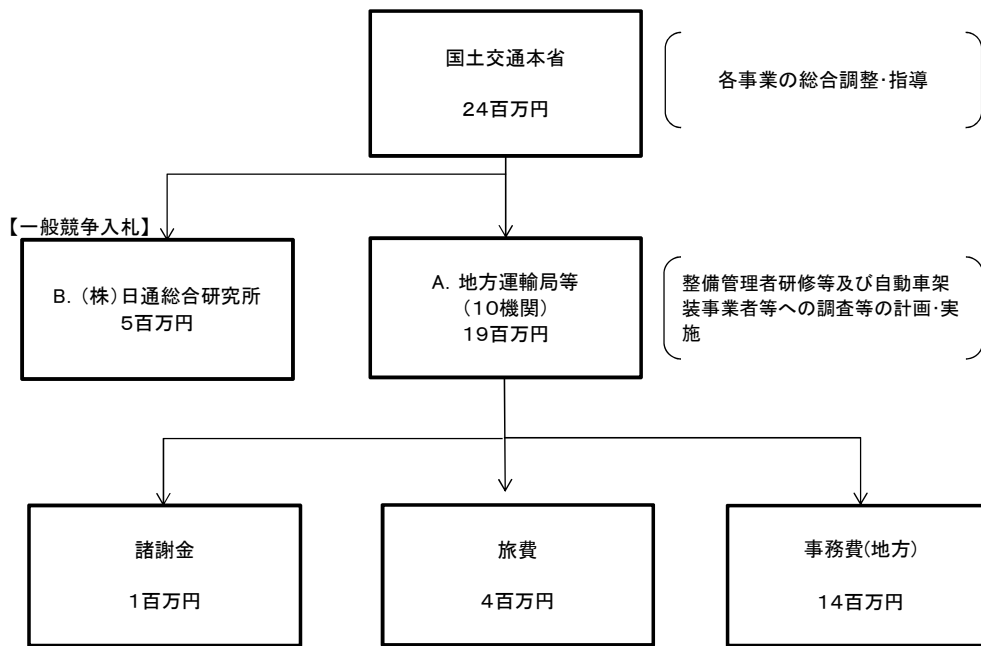 国土交通本省
24百万円
各事業の総合調整・指導
【一般競争入札】
B.（株）日通総合研究所
5百万円
A. 地方運輸局等
（10機関）
19百万円
整備管理者研修等及び自動車架
装事業者等への調査等の計画・実
施
諸謝金
1百万円
旅費
4百万円
事務費(地方)
14百万円